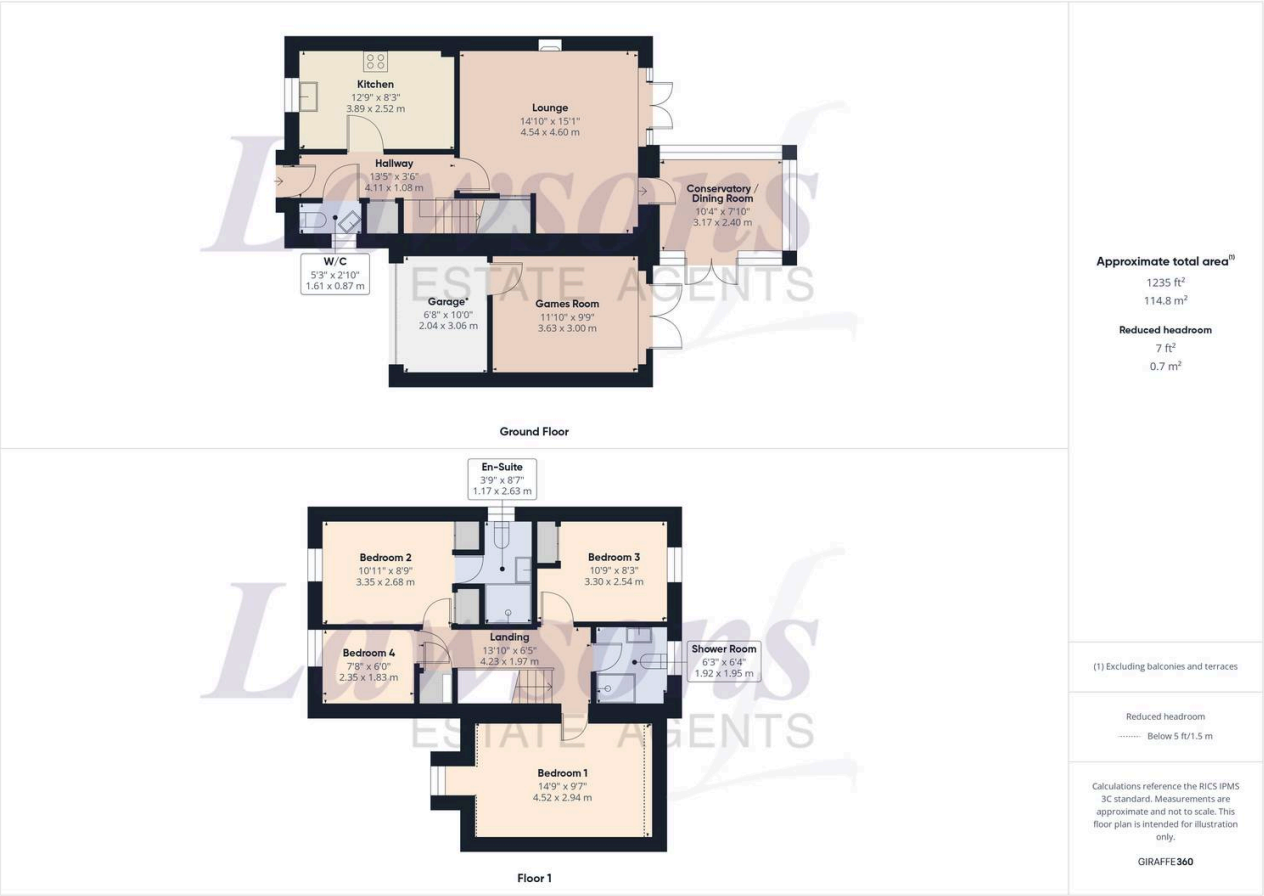 Kitchen
12'9" x 8'3"
3.89 x 2.52 m
Lounge
14'10" x 15'1"
4.54 x 4.60 m
Hallway
13'5" x 3'6"
4.11 x 1.08 m
Conservatory /
Dining Room
10'4" x 7'10"
3.17 x 2.40 m
W/C
5'3" x 2'10"
1.61 x 0.87 m
Garage*
6'8" x 10'0"
2.04 x 3.06 m
Games Room
11'10" x 9'9"
3.63 x 3.00 m
Lawsons
ESTATE AGENTS
Ground Floor
En-Suite
3'9" x 8'7"
1.17 x 2.63 m
Bedroom 2
10'11" x 8'9"
3.35 x 2.68 m
Bedroom 3
10'9" x 8'3"
3.30 x 2.54 m
Landing
13'10" x 6'5"
4.23 x 1.97 m
Bedroom 4
7'8" x 6'0"
2.35 x 1.83 m
Shower Room
6'3" x 6'4"
1.92 x 1.95 m
Bedroom 1
14'9" x 9'7"
4.52 x 2.94 m
Lawsons
ESTATE AGENTS
Floor 1
Approximate total area(1)
1235 ft²
114.8 m²
Reduced headroom
7 ft²
0.7 m²
(1) Excluding balconies and terraces
Reduced headroom
Below 5 ft/1.5 m
Calculations reference the RICS IPMS
3C standard. Measurements are
approximate and not to scale. This
floor plan is intended for illustration
only.
GIRAFFE360